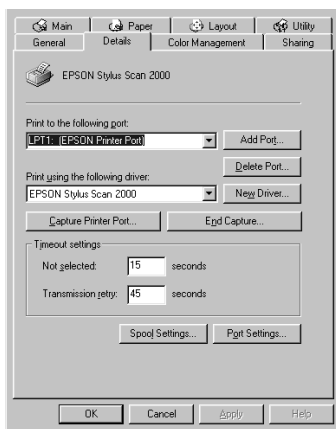 Main Paper Layout Utility
General Details Color Management Sharing
EPSON Stylus Scan 2000
Print to the following port:
LPT1: (EPSON Printer Port) Add Port...
Delete Port...
Print using the following driver:
EPSON Stylus Scan 2000 New Driver...
Capture Printer Port... End Capture...
Timeout settings
Not selected: 15 seconds
Transmission retry: 45 seconds
Spool Settings... Port Settings...
OK Cancel Apply Help